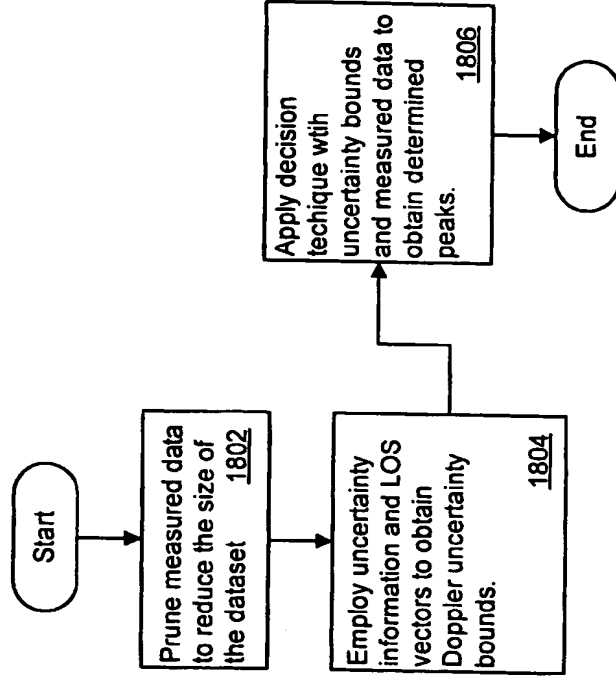 Start
Prune measured data
to reduce the size of
the dataset 1802
Employ uncertainty
information and LOS
vectors to obtain
Doppler uncertainty
bounds.
1804
Apply decision
techique wtih
uncertainty bounds
and measured data to
obtain determined
peaks.
1806
End